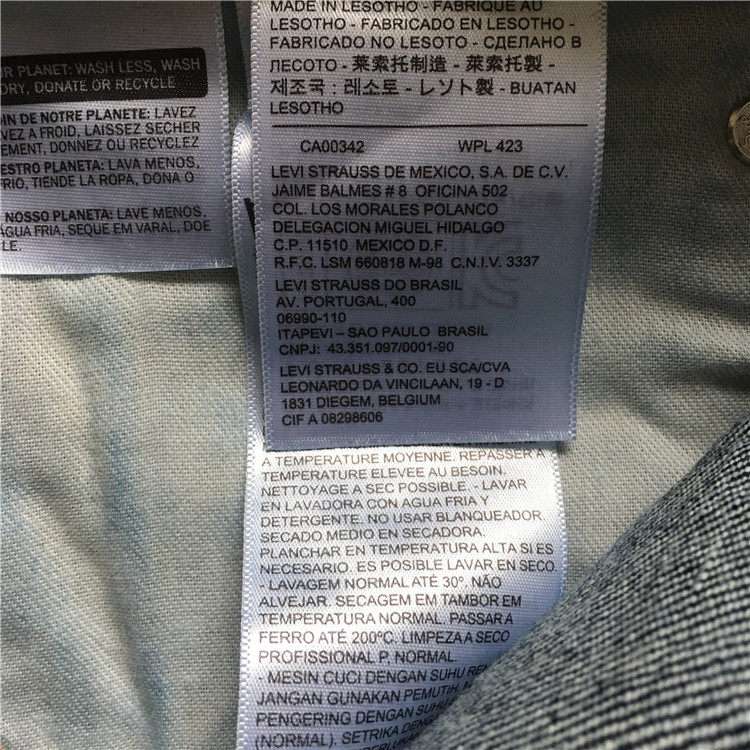 R PLANET: WASH LESS, WASH
DRY, DONATE OR RECYCLE
IN DE NOTRE PLANETE: LAVEZ
VEZ A FROID, LAISSEZ SECHER
EMENT, DONNEZ OU RECYCLEZ
ESTRO PLANETA: LAVA MENOS,
FRIO, TIENDE LA ROPA, DONA O
NOSSO PLANETA: LAVE MENOS,
AGUA FRIA, SEQUE EM VARAL, DOE
LE.
MADE IN LESOTHO - FABRIQUE AU
LESOTHO - FABRICADO EN LESOTHO -
FABRICADO NO LESOTO - СДЕЛАНО В
ЛЕСОТО - 莱索托制造 - 萊索托製 -
제조국 : 레소토 - レソト製 - BUATAN
LESOTHO
CA00342 WPL 423
LEVI STRAUSS DE MEXICO, S.A. DE C.V.
JAIME BALMES # 8 OFICINA 502
COL. LOS MORALES POLANCO
DELEGACION MIGUEL HIDALGO
C.P. 11510 MEXICO D.F.
R.F.C. LSM 660818 M-98 C.N.I.V. 3337
LEVI STRAUSS DO BRASIL
AV. PORTUGAL, 400
06990-110
ITAPEVI – SAO PAULO BRASIL
CNPJ: 43.351.097/0001-90
LEVI STRAUSS & CO. EU SCA/CVA
LEONARDO DA VINCILAAN, 19 - D
1831 DIEGEM, BELGIUM
CIF A 08298606
A TEMPERATURE MOYENNE. REPASSER A
TEMPERATURE ELEVEE AU BESOIN.
NETTOYAGE A SEC POSSIBLE. - LAVAR
EN LAVADORA CON AGUA FRIA Y
DETERGENTE. NO USAR BLANQUEADOR.
SECADO MEDIO EN SECADORA.
PLANCHAR EN TEMPERATURA ALTA SI ES
NECESARIO. ES POSIBLE LAVAR EN SECO
- LAVAGEM NORMAL ATÉ 30º. NÃO
ALVEJAR. SECAGEM EM TAMBOR EM
TEMPERATURA NORMAL. PASSAR A
FERRO ATÉ 200ºC. LIMPEZA A SECO
PROFISSIONAL P, NORMAL.
- MESIN CUCI DENGAN SUHU REN
JANGAN GUNAKAN PEMUTIH. M
PENGERING DENGAN SUHU
(NORMAL). SETRIKA DENGA